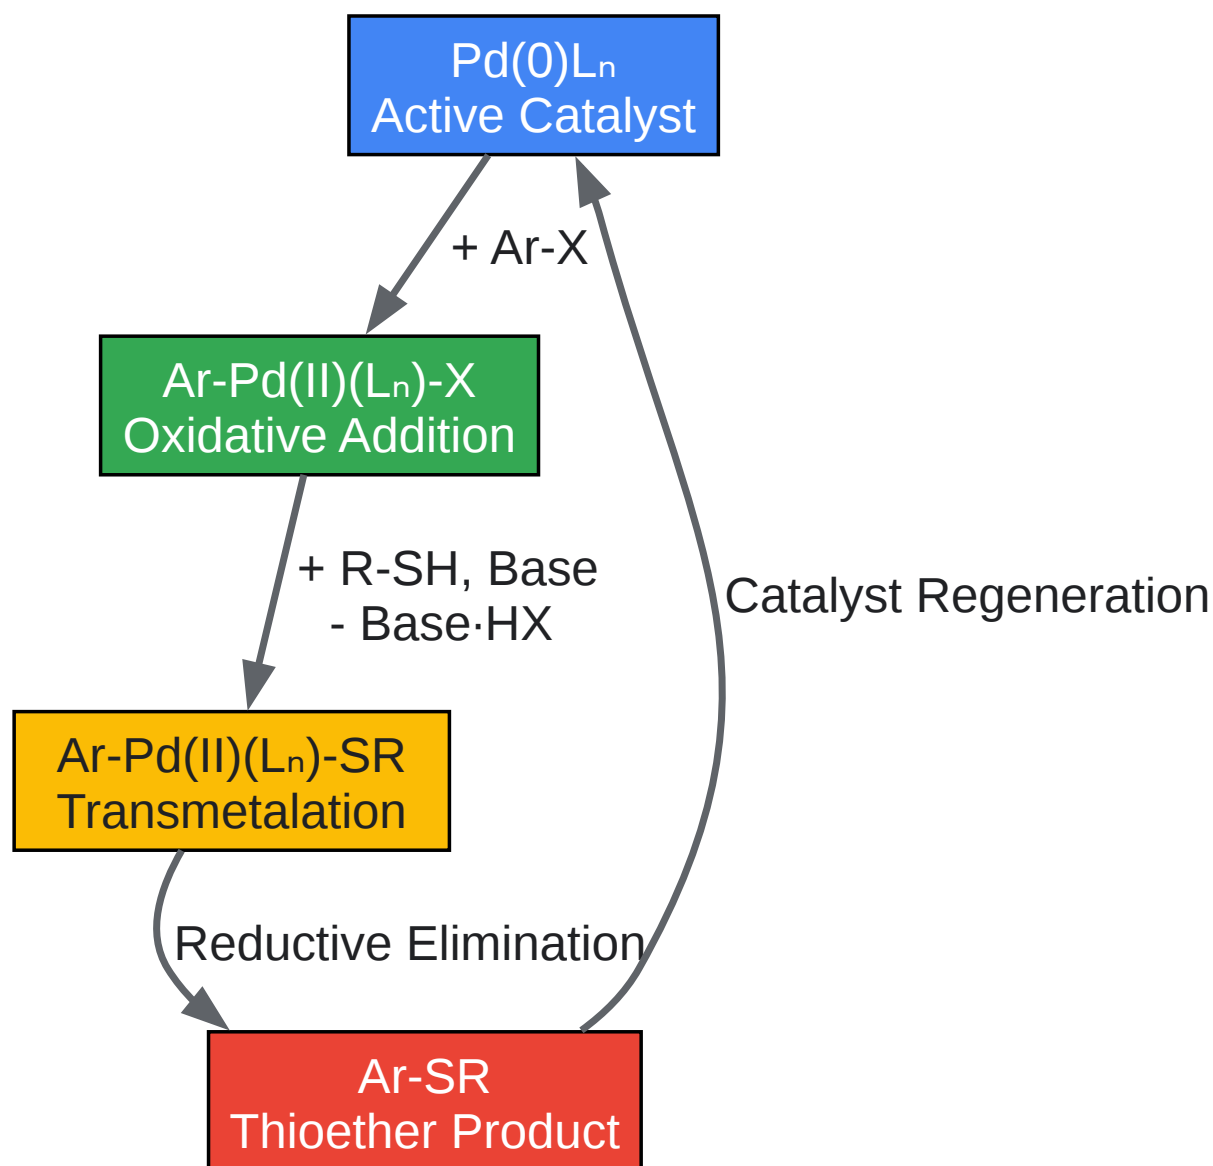 Pd(0)Lₙ
Active Catalyst
+ Ar-X
Ar-Pd(II)(Lₙ)-X
Oxidative Addition
+ R-SH, Base
- Base·HX
Catalyst Regeneration
Ar-Pd(II)(Lₙ)-SR
Transmetalation
Reductive Elimination
Ar-SR
Thioether Product